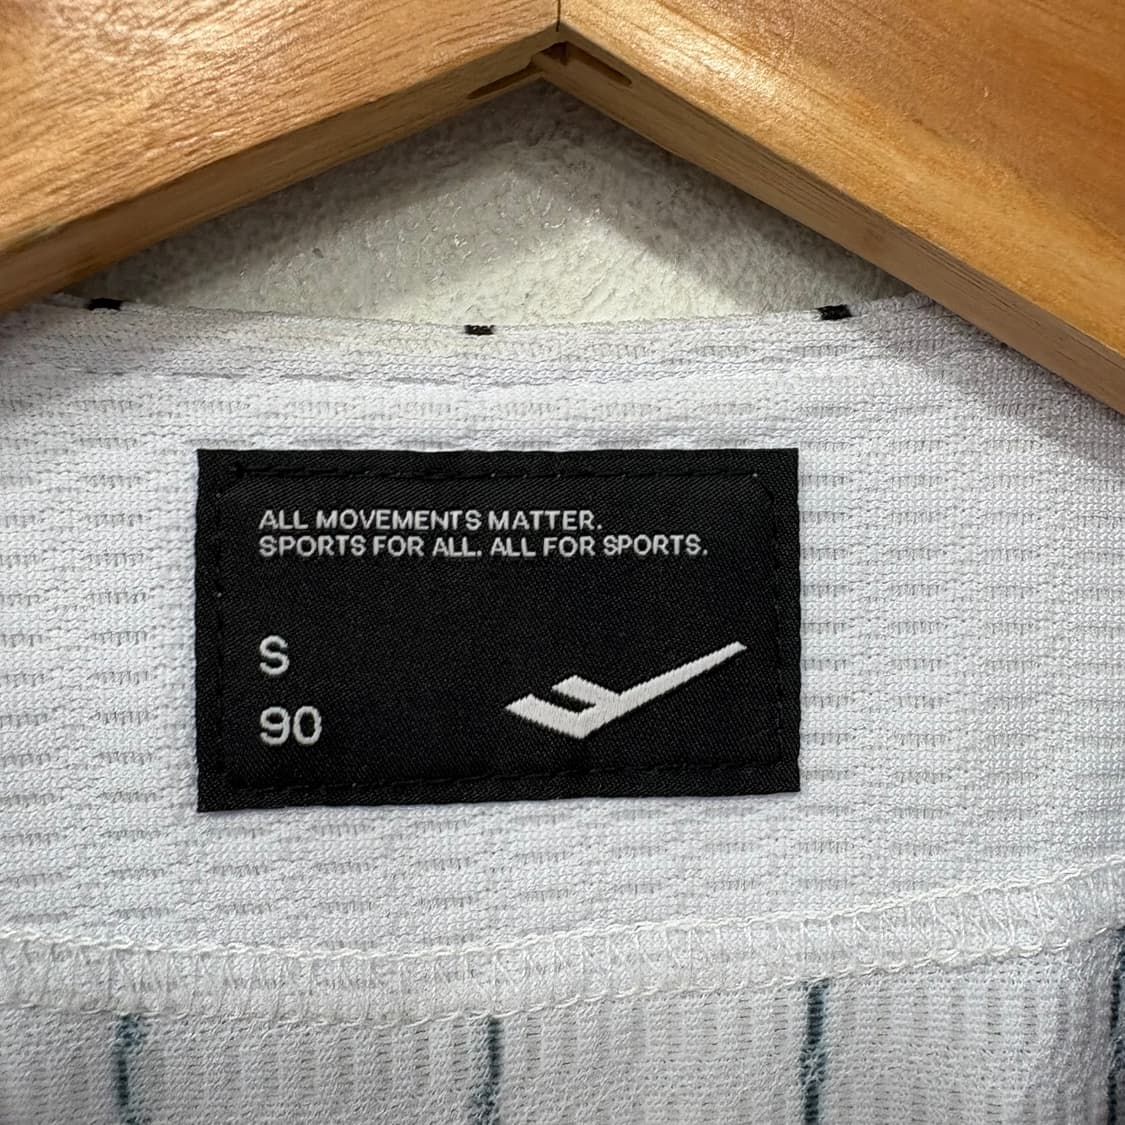 ALL MOVEMENTS MATTER.
SPORTS FOR ALL. ALL FOR SPORTS.
S
90